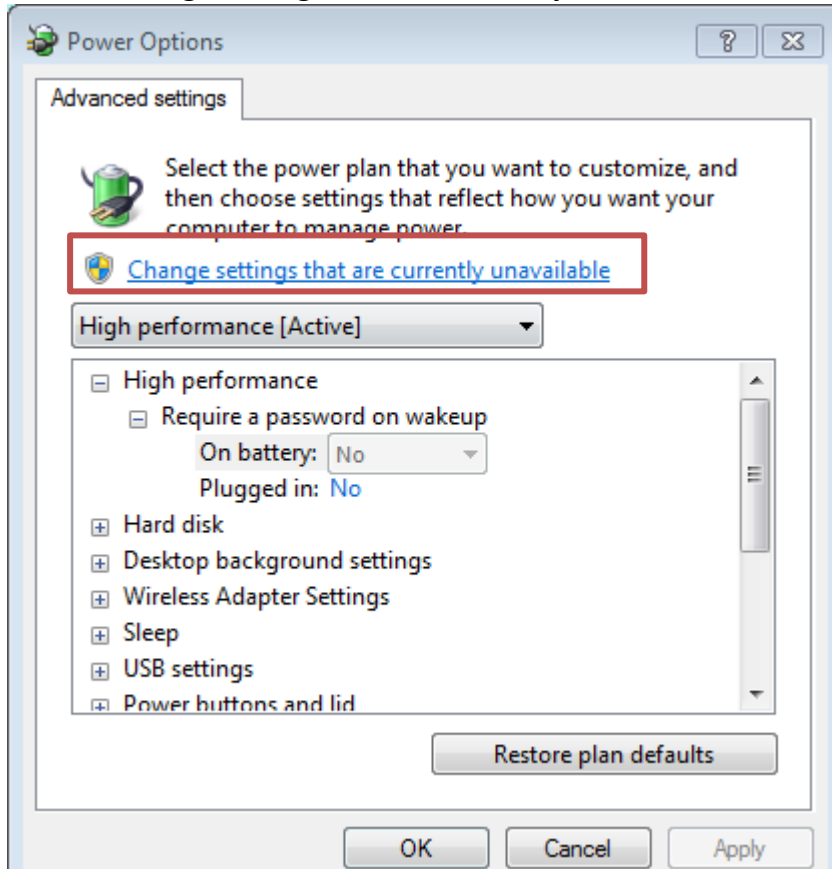 Power Options
Advanced settings
Select the power plan that you want to customize, and
then choose settings that reflect how you want your
computer to manage power.
Change settings that are currently unavailable
High performance [Active]
High performance
Require a password on wakeup
On battery: No
Plugged in: No
Hard disk
Desktop background settings
Wireless Adapter Settings
Sleep
USB settings
Power buttons and lid
Restore plan defaults
OK Cancel Apply